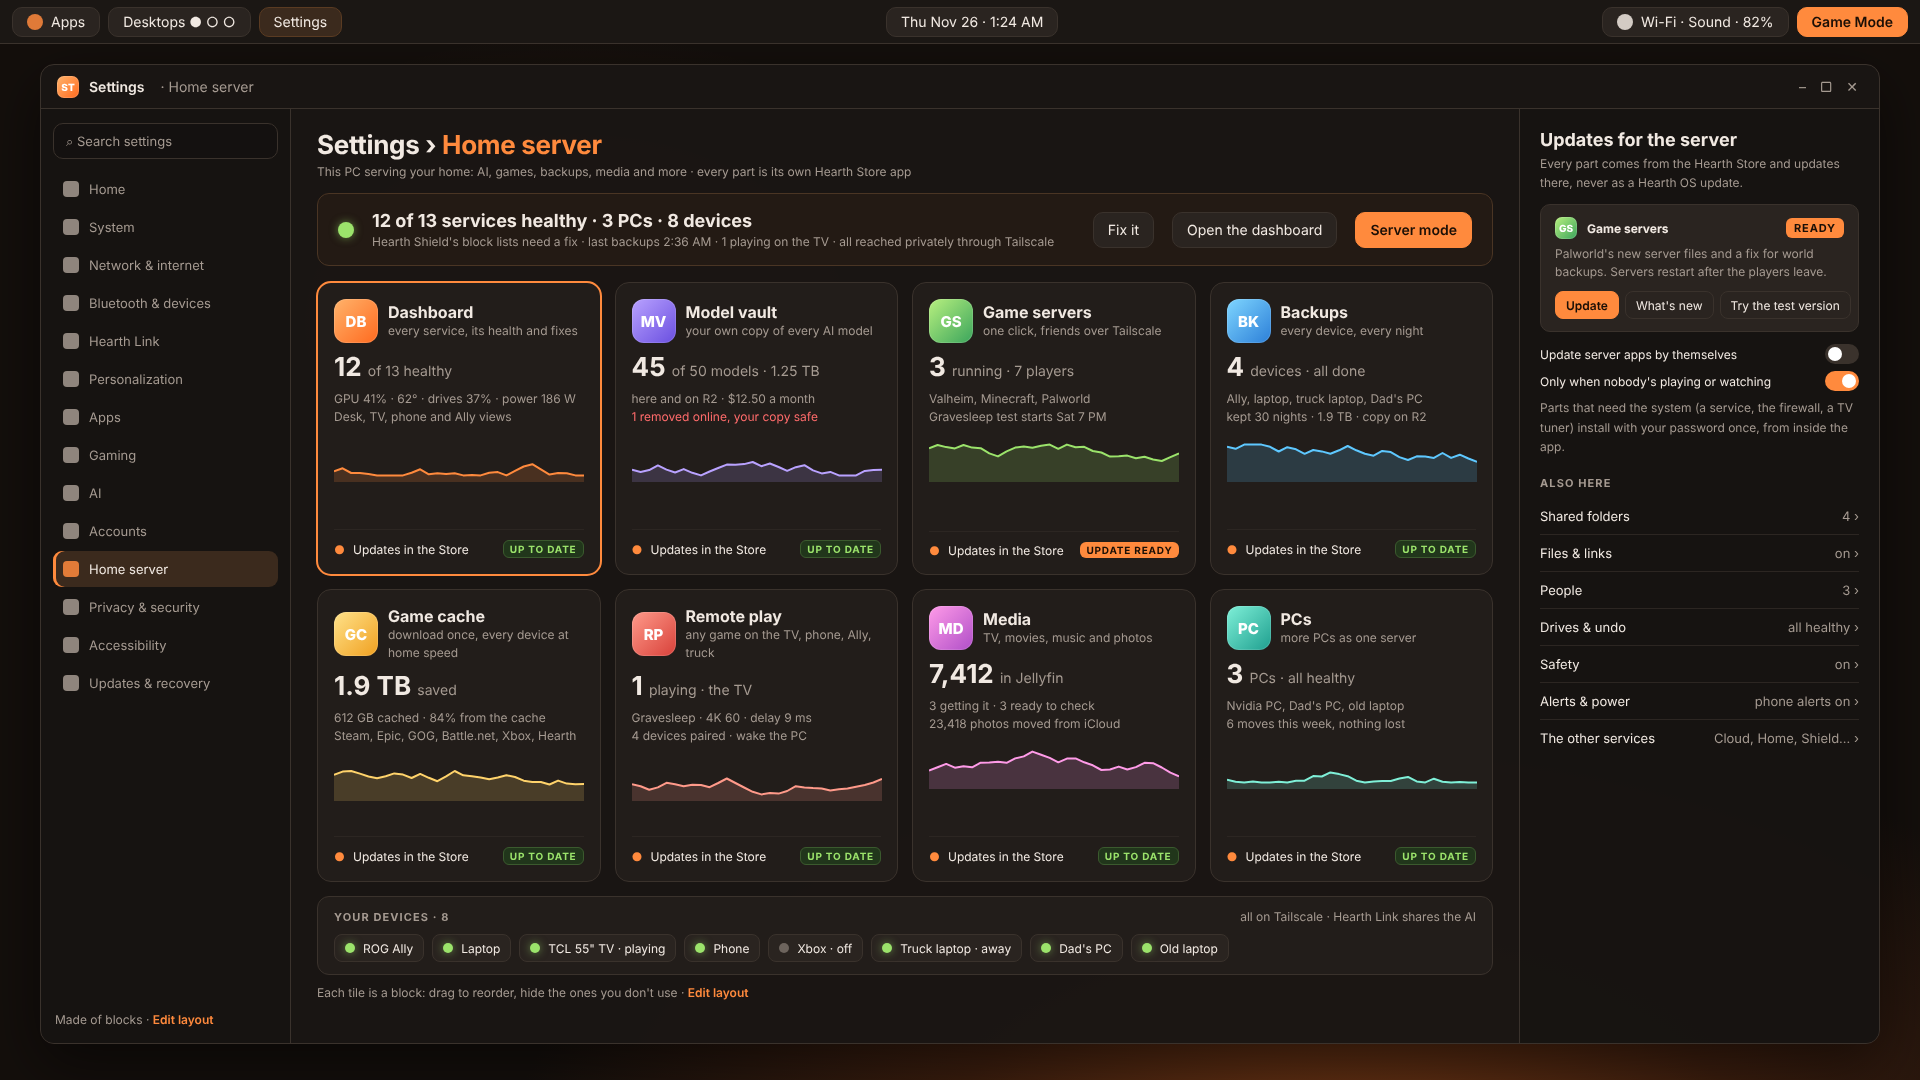 Apps
Desktops
Settings
Thu Nov 26 · 1:24 AM
Wi-Fi · Sound · 82%
Game Mode
ST
Settings · Home server
Search settings
Home
System
Network & internet
Bluetooth & devices
Hearth Link
Personalization
Apps
Gaming
AI
Accounts
Home server
Privacy & security
Accessibility
Updates & recovery
Made of blocks · Edit layout
Settings › Home server
This PC serving your home: AI, games, backups, media and more · every part is its own Hearth Store app
12 of 13 services healthy · 3 PCs · 8 devices
Hearth Shield's block lists need a fix · last backups 2:36 AM · 1 playing on the TV · all reached privately through Tailscale
Fix it
Open the dashboard
Server mode
DB
Dashboard
every service, its health and fixes
12 of 13 healthy
GPU 41% · 62° · drives 37% · power 186 W
Desk, TV, phone and Ally views
Updates in the Store
UP TO DATE
MV
Model vault
your own copy of every AI model
45 of 50 models · 1.25 TB
here and on R2 · $12.50 a month
1 removed online, your copy safe
Updates in the Store
UP TO DATE
GS
Game servers
one click, friends over Tailscale
3 running · 7 players
Valheim, Minecraft, Palworld
Gravesleep test starts Sat 7 PM
Updates in the Store
UPDATE READY
BK
Backups
every device, every night
4 devices · all done
Ally, laptop, truck laptop, Dad's PC
kept 30 nights · 1.9 TB · copy on R2
Updates in the Store
UP TO DATE
GC
Game cache
download once, every device at
home speed
1.9 TB saved
612 GB cached · 84% from the cache
Steam, Epic, GOG, Battle.net, Xbox, Hearth
Updates in the Store
UP TO DATE
RP
Remote play
any game on the TV, phone, Ally,
truck
1 playing · the TV
Gravesleep · 4K 60 · delay 9 ms
4 devices paired · wake the PC
Updates in the Store
UP TO DATE
MD
Media
TV, movies, music and photos
7,412 in Jellyfin
3 getting it · 3 ready to check
23,418 photos moved from iCloud
Updates in the Store
UP TO DATE
PC
PCs
more PCs as one server
3 PCs · all healthy
Nvidia PC, Dad's PC, old laptop
6 moves this week, nothing lost
Updates in the Store
UP TO DATE
YOUR DEVICES · 8
all on Tailscale · Hearth Link shares the AI
ROG Ally
Laptop
TCL 55" TV · playing
Phone
Xbox · off
Truck laptop · away
Dad's PC
Old laptop
Each tile is a block: drag to reorder, hide the ones you don't use · Edit layout
Updates for the server
Every part comes from the Hearth Store and updates
there, never as a Hearth OS update.
GS
Game servers
READY
Palworld's new server files and a fix for world
backups. Servers restart after the players leave.
Update
What's new
Try the test version
Update server apps by themselves
Only when nobody's playing or watching
Parts that need the system (a service, the firewall, a TV
tuner) install with your password once, from inside the
app.
ALSO HERE
Shared folders 4 ›
Files & links on ›
People 3 ›
Drives & undo all healthy ›
Safety on ›
Alerts & power phone alerts on ›
The other services Cloud, Home, Shield... ›